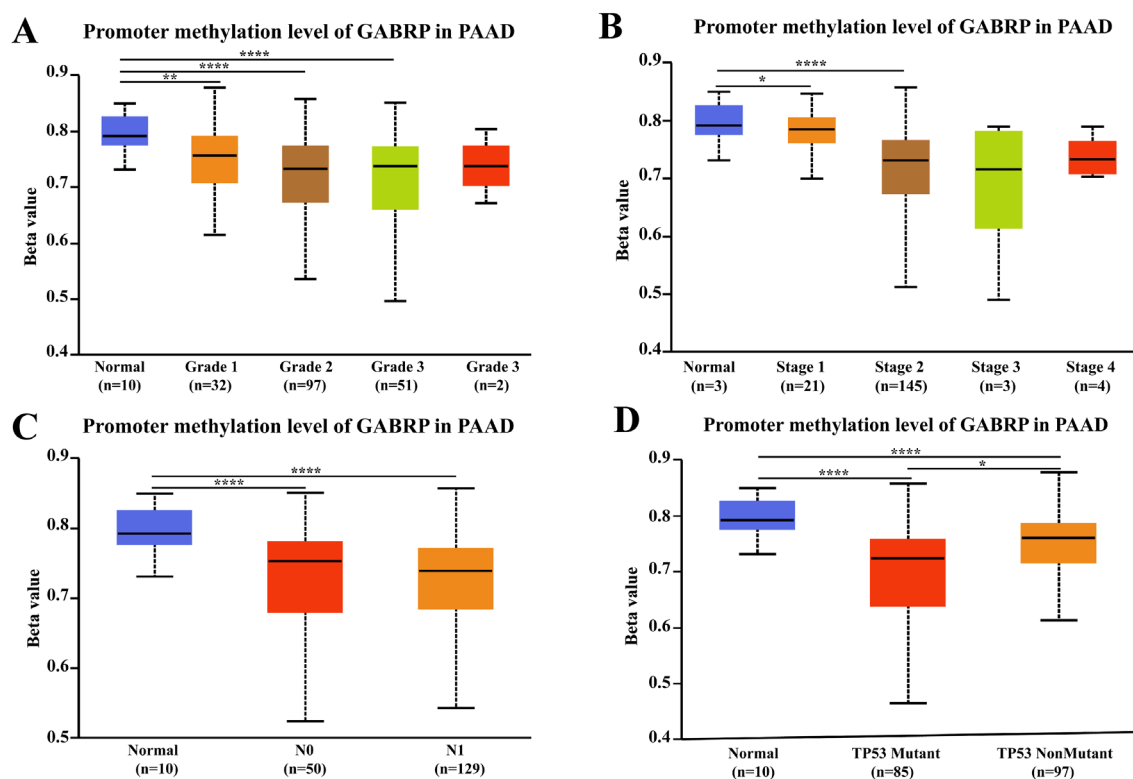 A
Promoter methylation level of GABRP in PAAD
****
****
**
0.9
0.8
0.7
0.6
0.5
0.4
Beta value
Normal
(n=10)
Grade 1
(n=32)
Grade 2
(n=97)
Grade 3
(n=51)
Grade 3
(n=2)
B
Promoter methylation level of GABRP in PAAD
****
*
0.9
0.8
0.7
0.6
0.5
0.4
Beta value
Normal
(n=3)
Stage 1
(n=21)
Stage 2
(n=145)
Stage 3
(n=3)
Stage 4
(n=4)
C
Promoter methylation level of GABRP in PAAD
****
****
0.9
0.8
0.7
0.6
0.5
Beta value
Normal
(n=10)
N0
(n=50)
N1
(n=129)
D
Promoter methylation level of GABRP in PAAD
****
****
*
0.9
0.8
0.7
0.6
0.5
0.4
Beta value
Normal
(n=10)
TP53 Mutant
(n=85)
TP53 NonMutant
(n=97)